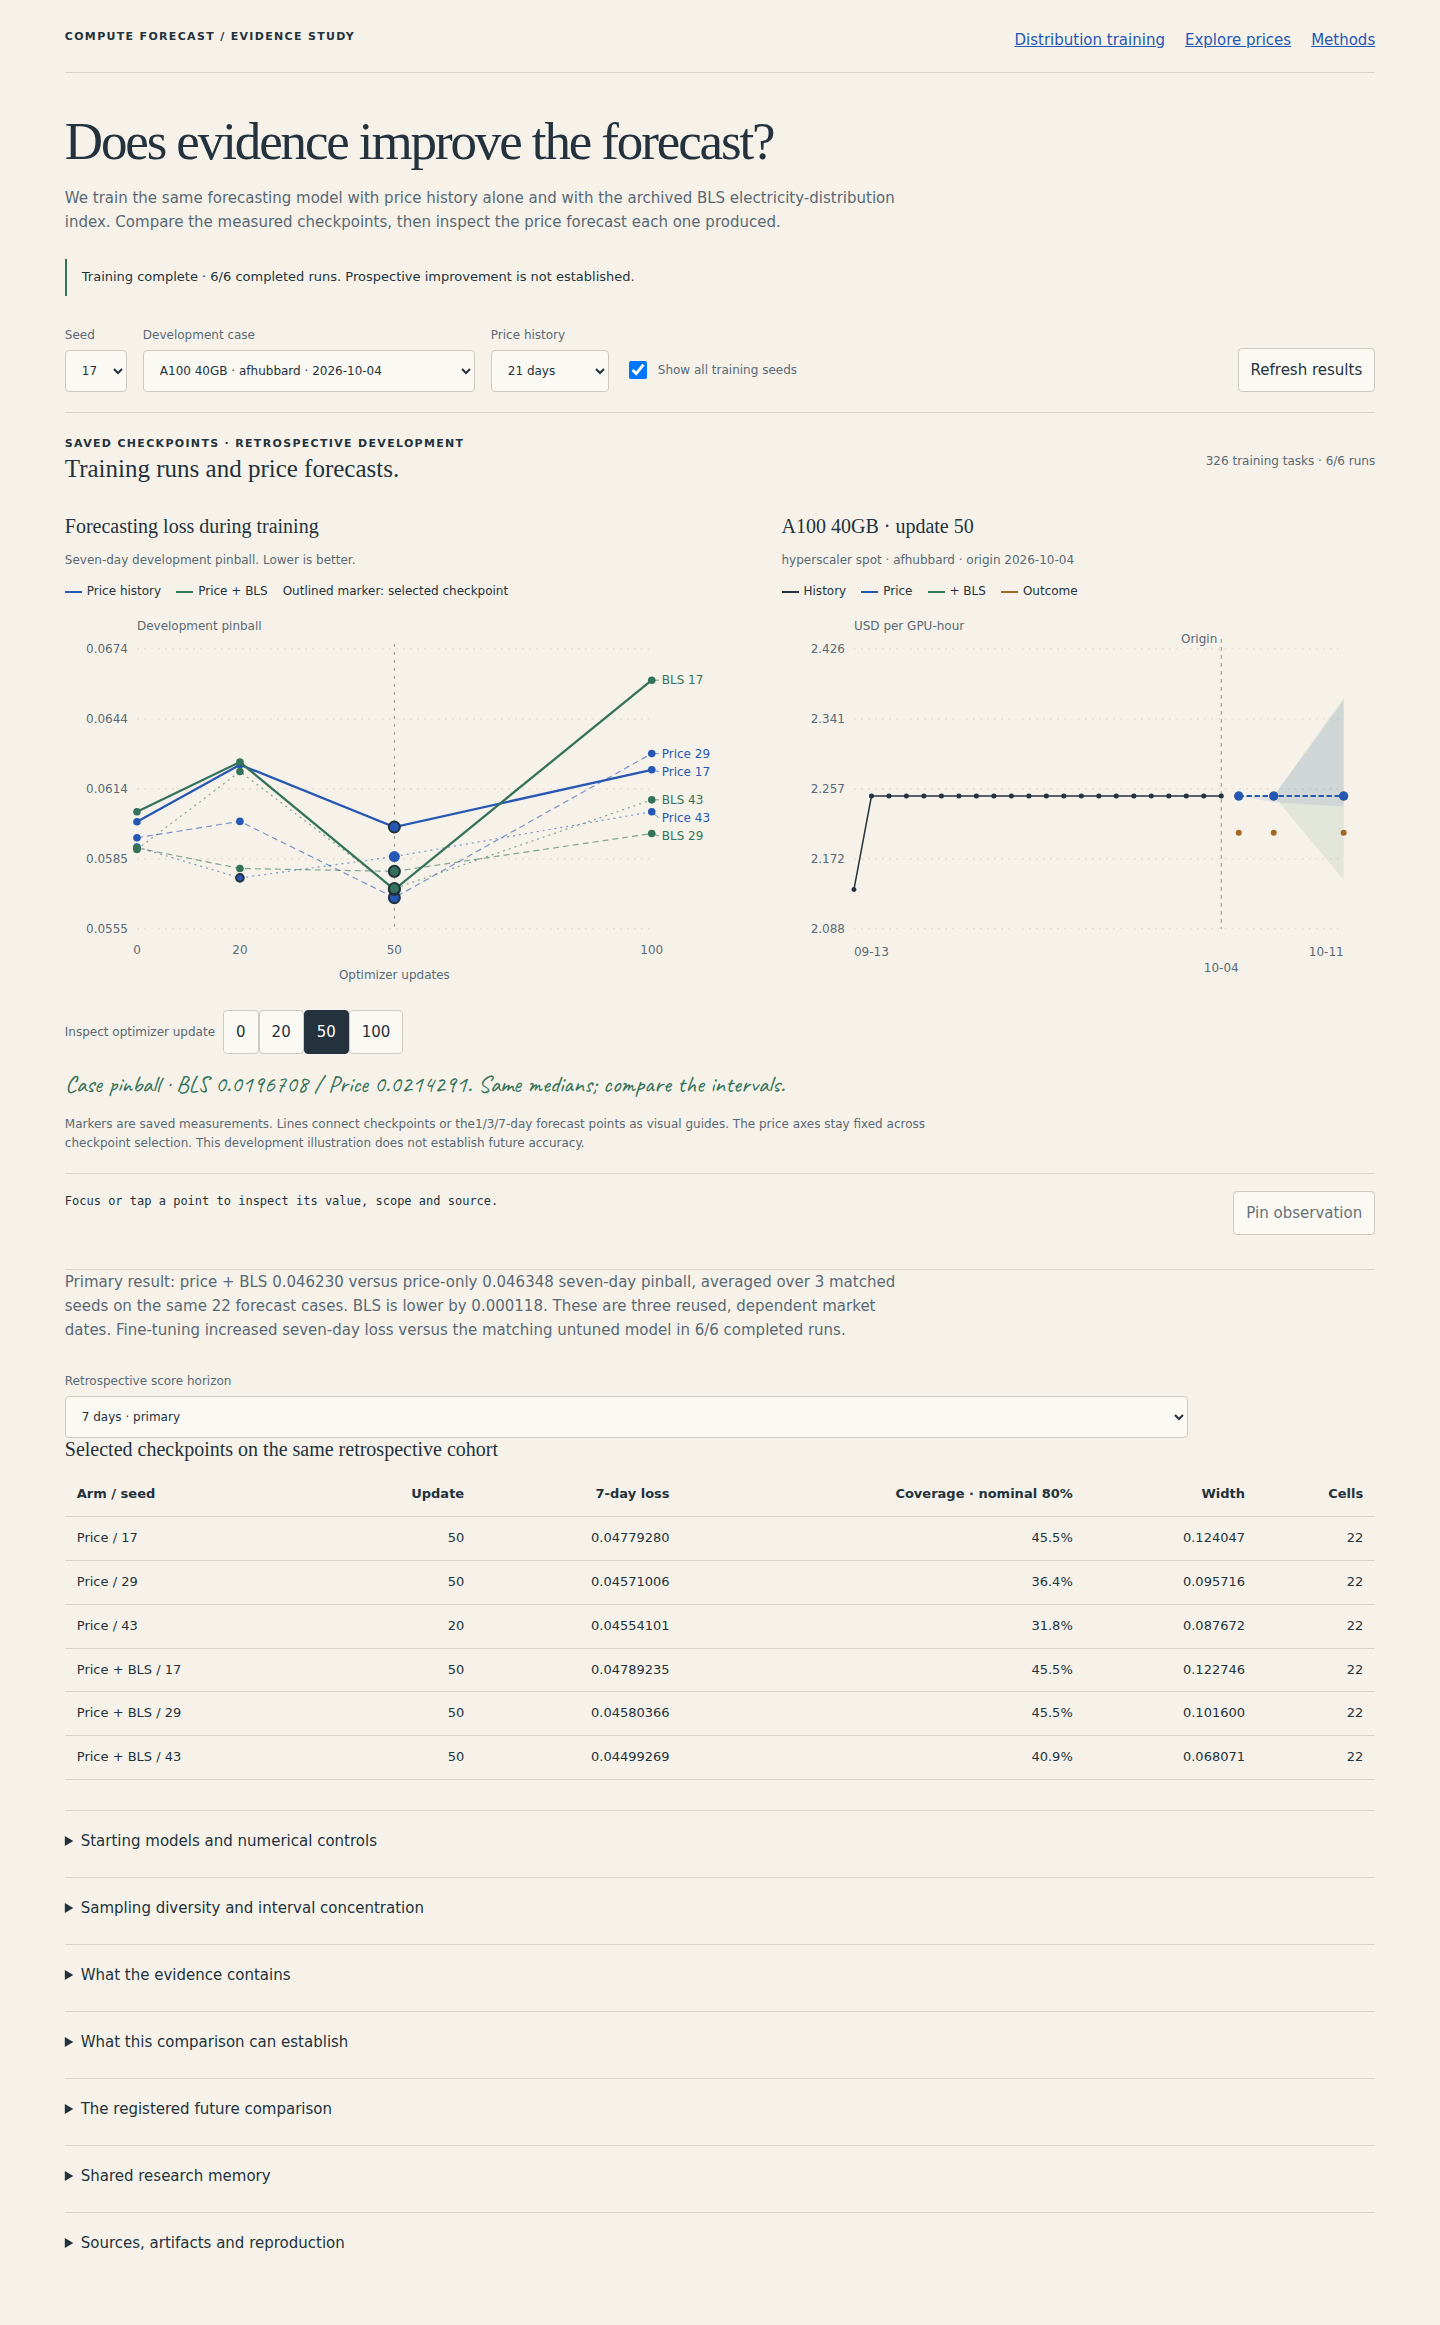 COMPUTE FORECAST / EVIDENCE STUDY
Distribution training Explore prices Methods
Does evidence improve the forecast?
We train the same forecasting model with price history alone and with the archived BLS electricity-distribution
index. Compare the measured checkpoints, then inspect the price forecast each one produced.
Training complete · 6/6 completed runs. Prospective improvement is not established.
Seed Development case Price history
17 A100 40GB · afhubbard · 2026-10-04 21 days Show all training seeds Refresh results
SAVED CHECKPOINTS · RETROSPECTIVE DEVELOPMENT
Training runs and price forecasts.
326 training tasks · 6/6 runs
Forecasting loss during training
Seven-day development pinball. Lower is better.
Price history Price + BLS Outlined marker: selected checkpoint
Development pinball
0.0674
0.0644
0.0614
0.0585
0.0555
BLS 17
Price 29
Price 17
BLS 43
Price 43
BLS 29
0 20 50 100
Optimizer updates
A100 40GB · update 50
hyperscaler spot · afhubbard · origin 2026-10-04
History Price + BLS Outcome
USD per GPU-hour
Origin
2.426
2.341
2.257
2.172
2.088
09-13 10-11
10-04
Inspect optimizer update 0 20 50 100
Case pinball · BLS 0.0196708 / Price 0.0214291. Same medians; compare the intervals.
Markers are saved measurements. Lines connect checkpoints or the1/3/7-day forecast points as visual guides. The price axes stay fixed across
checkpoint selection. This development illustration does not establish future accuracy.
Focus or tap a point to inspect its value, scope and source.
Pin observation
Primary result: price + BLS 0.046230 versus price-only 0.046348 seven-day pinball, averaged over 3 matched
seeds on the same 22 forecast cases. BLS is lower by 0.000118. These are three reused, dependent market
dates. Fine-tuning increased seven-day loss versus the matching untuned model in 6/6 completed runs.
Retrospective score horizon
7 days · primary
Selected checkpoints on the same retrospective cohort
Arm / seed Update 7-day loss Coverage · nominal 80% Width Cells
Price / 17 50 0.04779280 45.5% 0.124047 22
Price / 29 50 0.04571006 36.4% 0.095716 22
Price / 43 20 0.04554101 31.8% 0.087672 22
Price + BLS / 17 50 0.04789235 45.5% 0.122746 22
Price + BLS / 29 50 0.04580366 45.5% 0.101600 22
Price + BLS / 43 50 0.04499269 40.9% 0.068071 22
Starting models and numerical controls
Sampling diversity and interval concentration
What the evidence contains
What this comparison can establish
The registered future comparison
Shared research memory
Sources, artifacts and reproduction